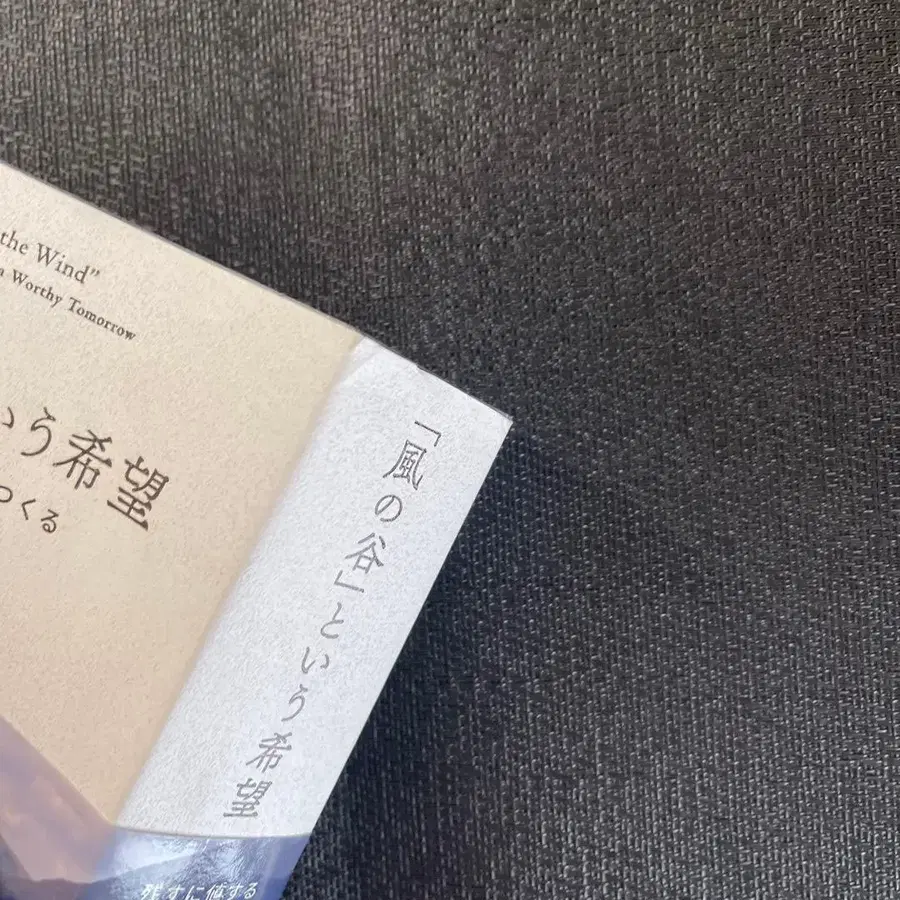 the Wind”
Worthy Tomorrow
いう希望
つくる
「風の谷」という希望
残すに値する